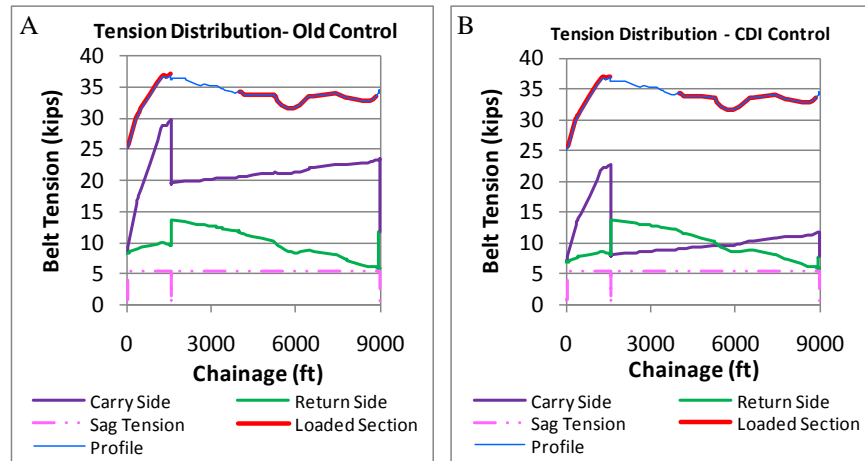 A
Tension Distribution- Old Control
Belt Tension (kips)
40
35
30
25
20
15
10
5
0
0 3000 6000 9000
Chainage (ft)
Carry Side Return Side
Sag Tension Loaded Section
Profile
B
Tension Distribution - CDI Control
Belt Tension (kips)
40
35
30
25
20
15
10
5
0
0 3000 6000 9000
Chainage (ft)
Carry Side Return Side
Sag Tension Loaded Section
Profile